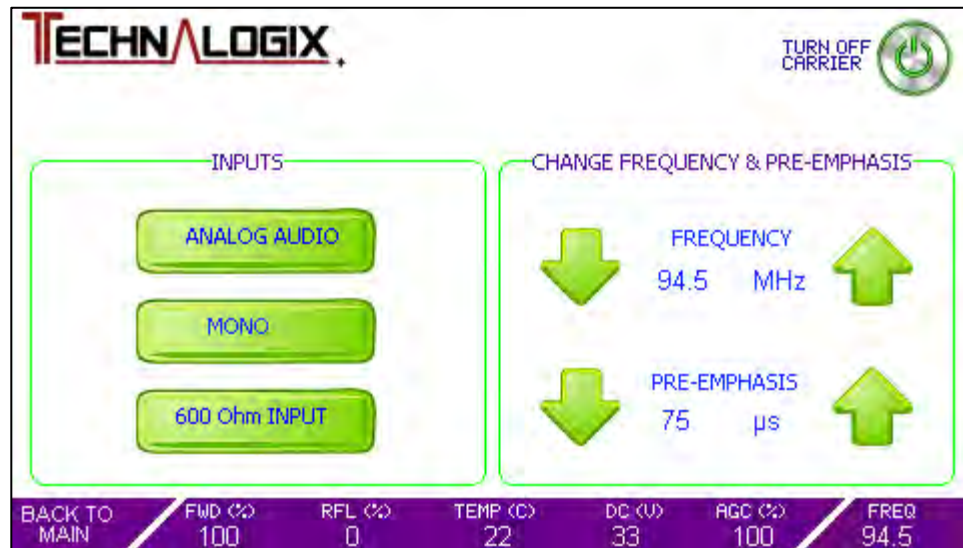 TECHNALOGIX
TURN OFF
CARRIER
INPUTS
ANALOG AUDIO
MONO
600 Ohm INPUT
CHANGE FREQUENCY & PRE-EMPHASIS
FREQUENCY
94.5 MHz
PRE-EMPHASIS
75 µs
BACK TO
MAIN
FWD (%)
100
RFL (%)
0
TEMP (C)
22
DC (V)
33
AGC (%)
100
FREQ
94.5